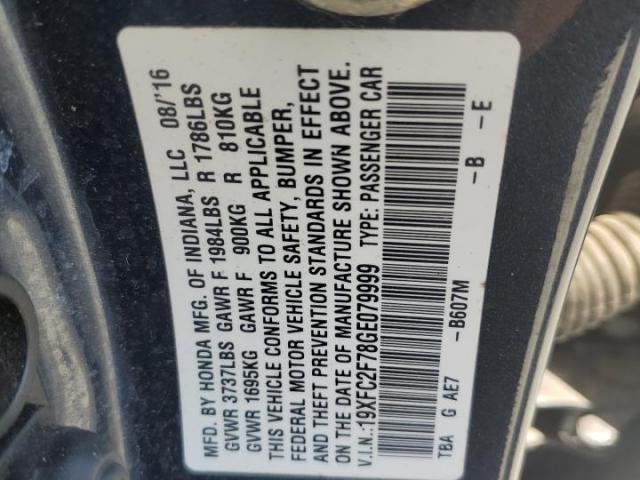 MFD. BY HONDA MFG. OF INDIANA, LLC 08/'16
GVWR 3737LBS GAWR F 1984LBS R 1786LBS
GVWR 1695KG GAWR F 900KG R 810KG
THIS VEHICLE CONFORMS TO ALL APPLICABLE
FEDERAL MOTOR VEHICLE SAFETY, BUMPER,
AND THEFT PREVENTION STANDARDS IN EFFECT
ON THE DATE OF MANUFACTURE SHOWN ABOVE.
V.I.N.:19XFC2F78GE079999 TYPE: PASSENGER CAR
-B607M -B -E
TBA G AE7